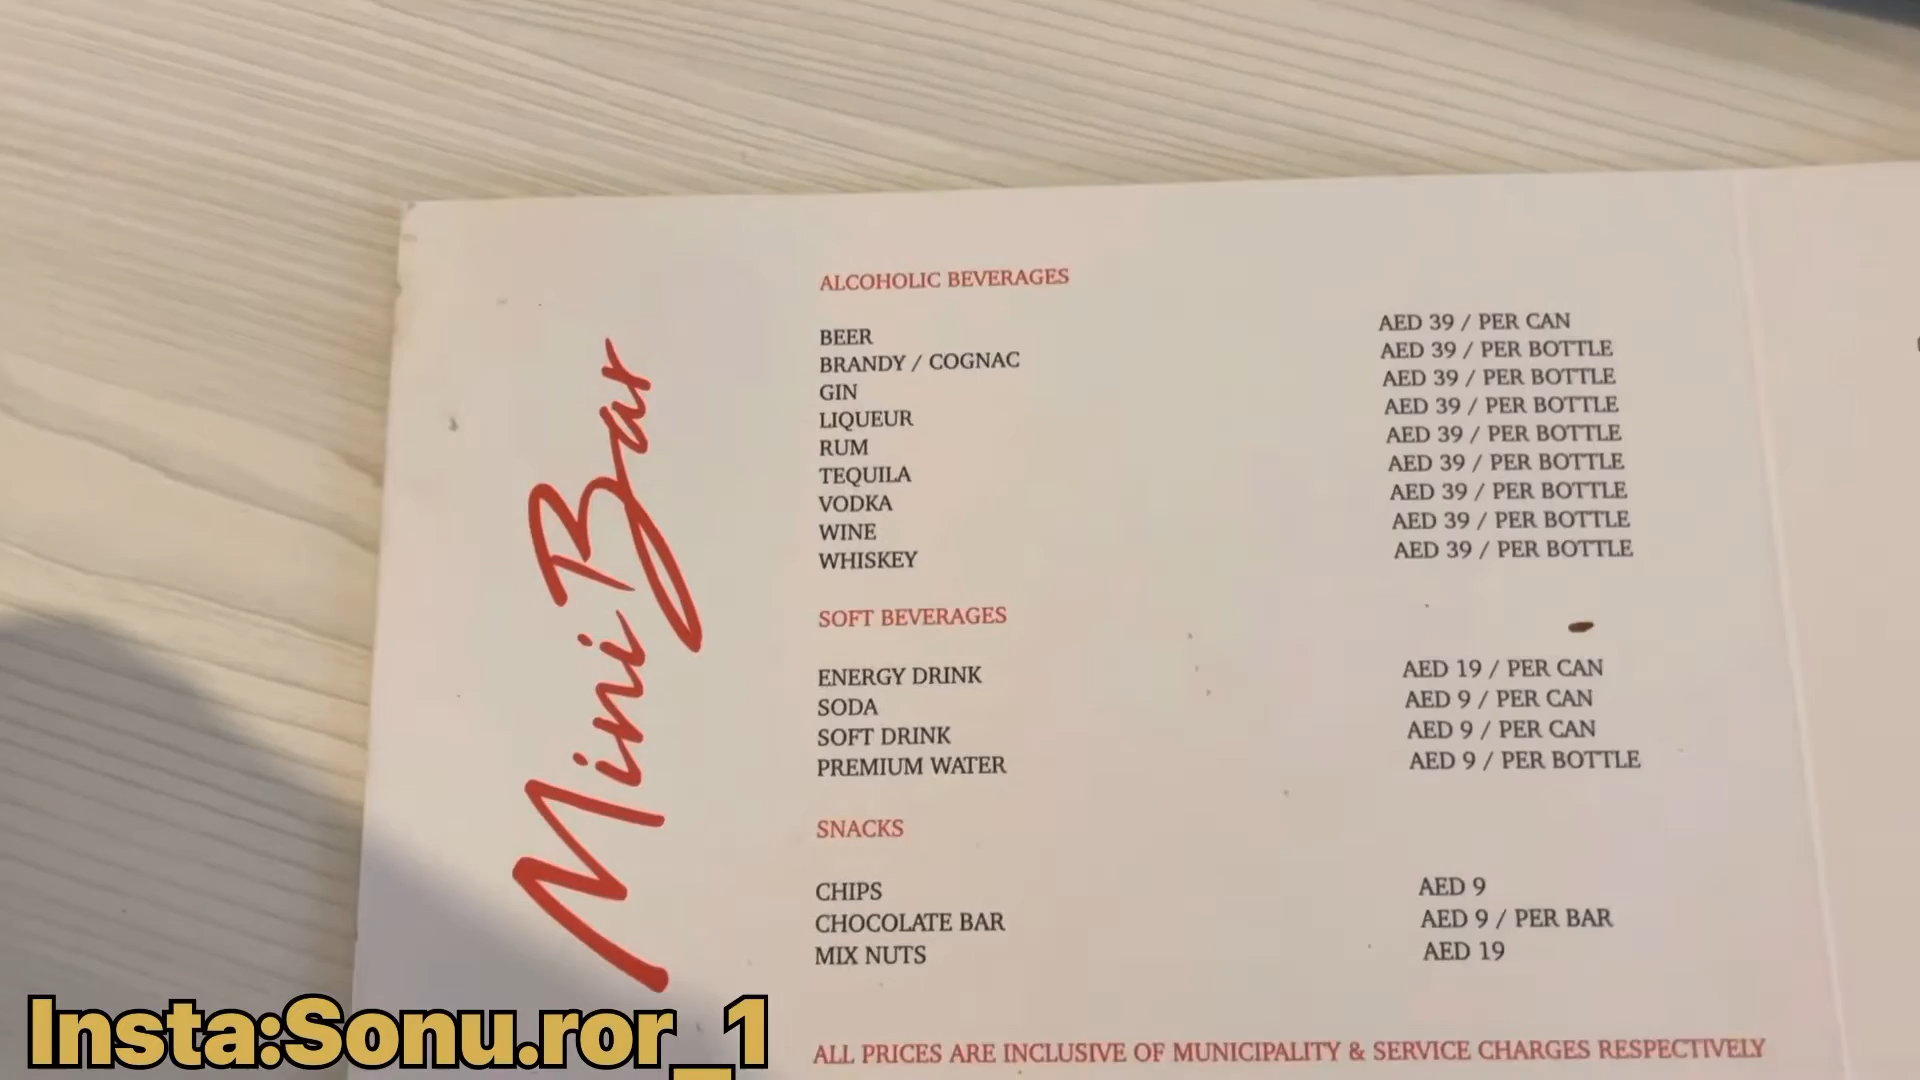 Mini Bar
ALCOHOLIC BEVERAGES
BEER AED 39 / PER CAN
BRANDY / COGNAC AED 39 / PER BOTTLE
GIN AED 39 / PER BOTTLE
LIQUEUR AED 39 / PER BOTTLE
RUM AED 39 / PER BOTTLE
TEQUILA AED 39 / PER BOTTLE
VODKA AED 39 / PER BOTTLE
WINE AED 39 / PER BOTTLE
WHISKEY AED 39 / PER BOTTLE
SOFT BEVERAGES
ENERGY DRINK AED 19 / PER CAN
SODA AED 9 / PER CAN
SOFT DRINK AED 9 / PER CAN
PREMIUM WATER AED 9 / PER BOTTLE
SNACKS
CHIPS AED 9
CHOCOLATE BAR AED 9 / PER BAR
MIX NUTS AED 19
ALL PRICES ARE INCLUSIVE OF MUNICIPALITY & SERVICE CHARGES RESPECTIVELY
Insta:Sonu.ror_1